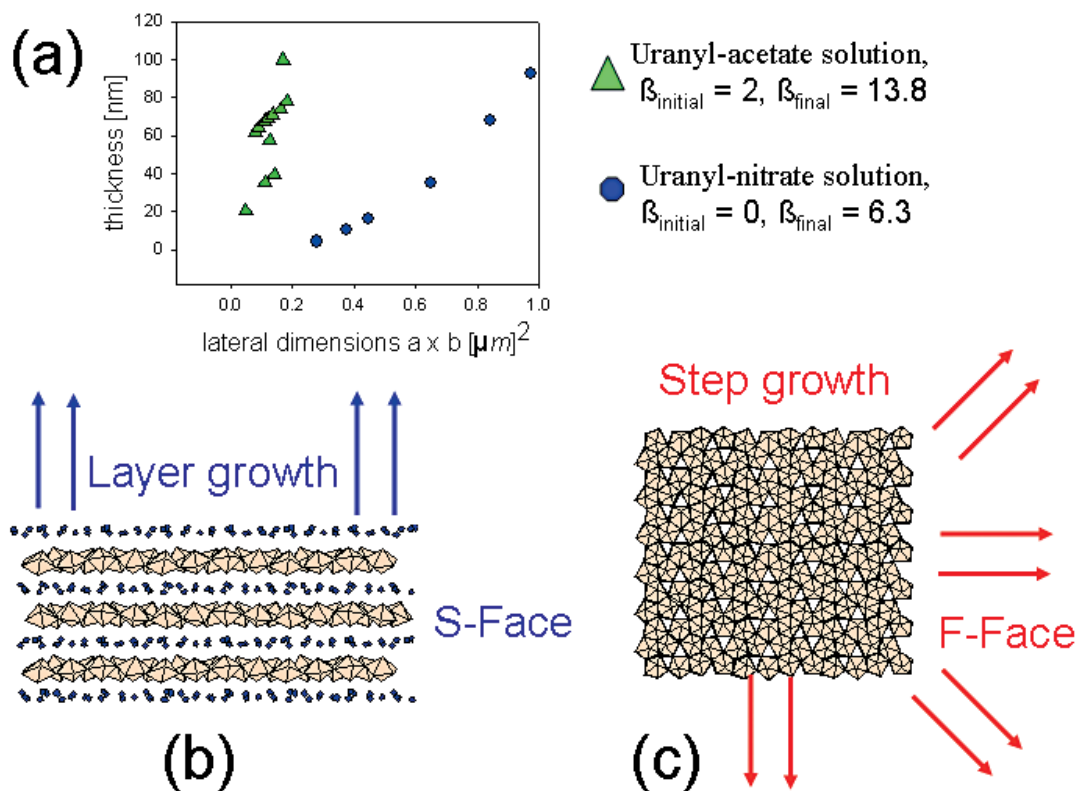 (a)
120
100
80
60
40
20
0
thickness [nm]
0.0 0.2 0.4 0.6 0.8 1.0
lateral dimensions a x b [µm]²
Uranyl-acetate solution,
ßinitial = 2, ßfinal = 13.8
Uranyl-nitrate solution,
ßinitial = 0, ßfinal = 6.3
Layer growth
S-Face
(b)
Step growth
F-Face
(c)